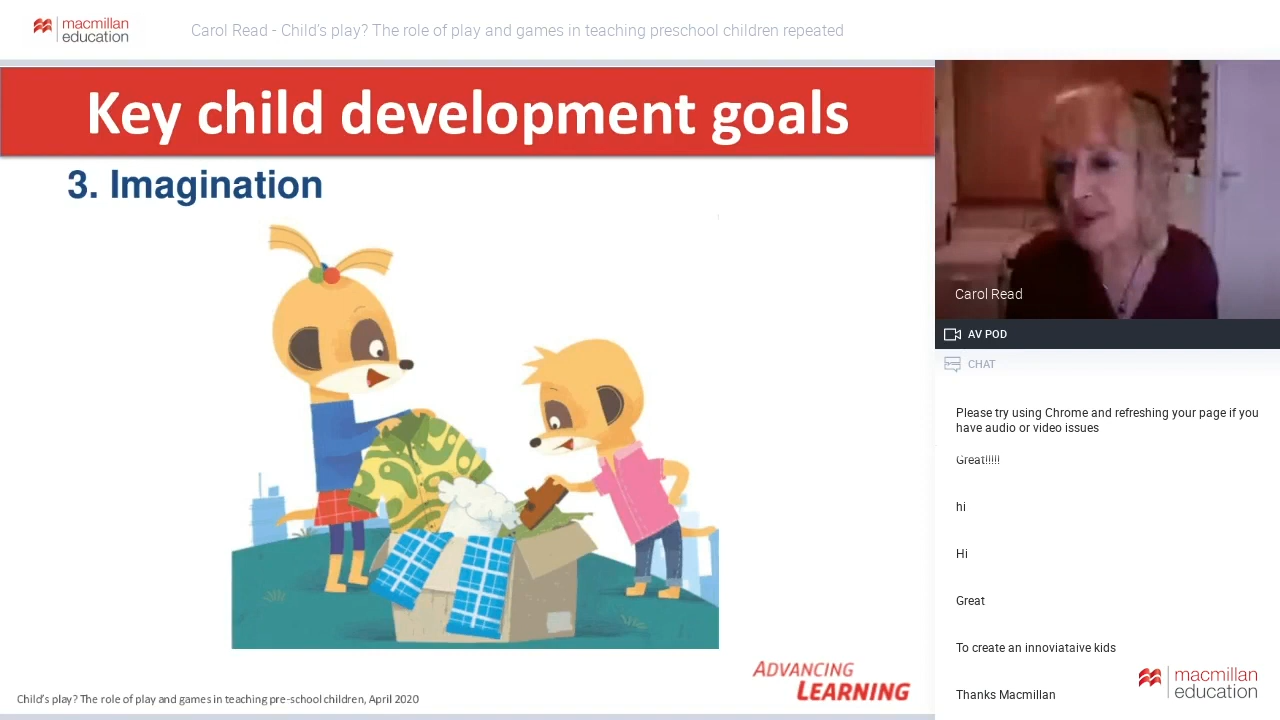 macmillan
education
Carol Read - Child's play? The role of play and games in teaching preschool children repeated
Key child development goals
3. Imagination
ADVANCING
LEARNING
Child's play? The role of play and games in teaching pre-school children, April 2020
Carol Read
AV POD
CHAT
Please try using Chrome and refreshing your page if you
have audio or video issues
Great!!!!!
hi
Hi
Great
To create an innoviataive kids
Thanks Macmillan
macmillan
education